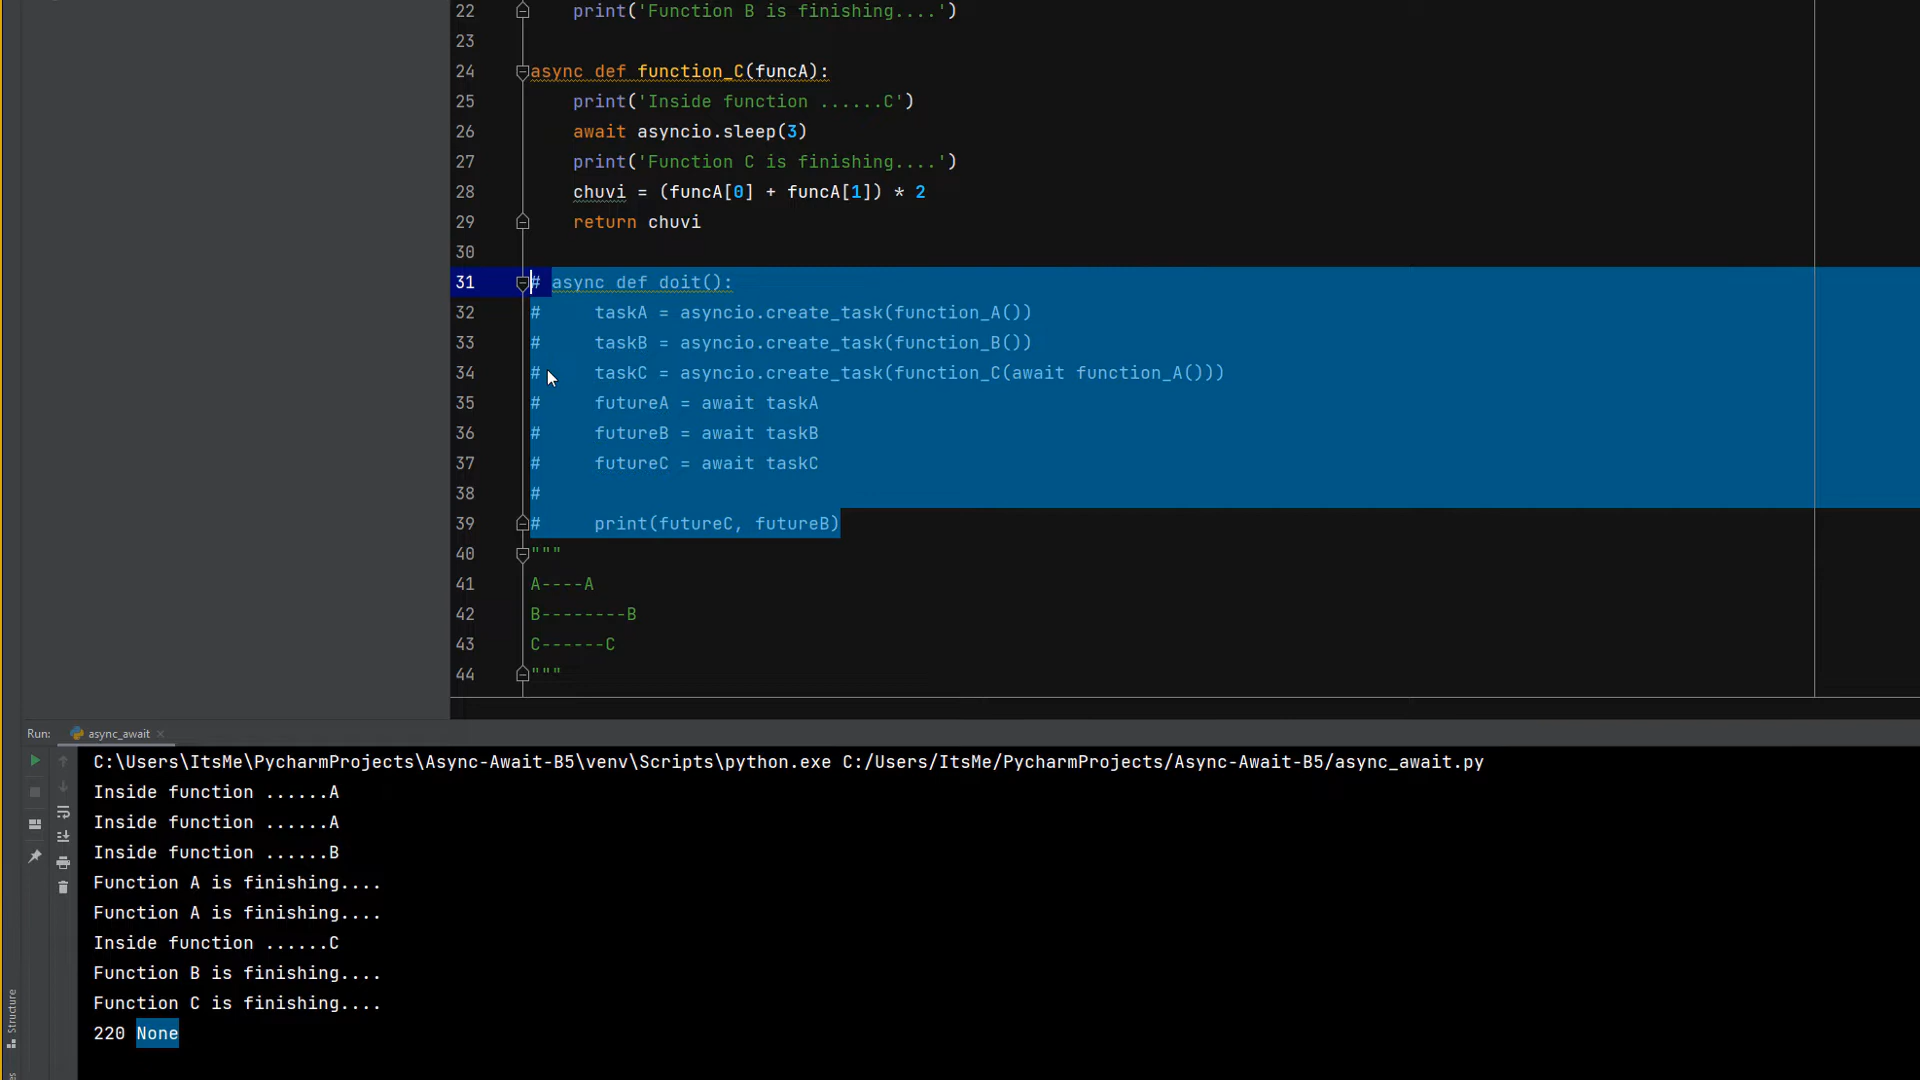 22 print('Function B is finishing....')
23
24 async def function_C(funcA):
25 print('Inside function ......C')
26 await asyncio.sleep(3)
27 print('Function C is finishing....')
28 chuvi = (funcA[0] + funcA[1]) * 2
29 return chuvi
30
31 # async def doit():
32 #     taskA = asyncio.create_task(function_A())
33 #     taskB = asyncio.create_task(function_B())
34 #     taskC = asyncio.create_task(function_C(await function_A()))
35 #     futureA = await taskA
36 #     futureB = await taskB
37 #     futureC = await taskC
38 #
39 #     print(futureC, futureB)
40 """
41 A----A
42 B--------B
43 C------C
44 """
Run: async_await
C:\Users\ItsMe\PycharmProjects\Async-Await-B5\venv\Scripts\python.exe C:/Users/ItsMe/PycharmProjects/Async-Await-B5/async_await.py
Inside function ......A
Inside function ......A
Inside function ......B
Function A is finishing....
Function A is finishing....
Inside function ......C
Function B is finishing....
Function C is finishing....
220 None
Structure